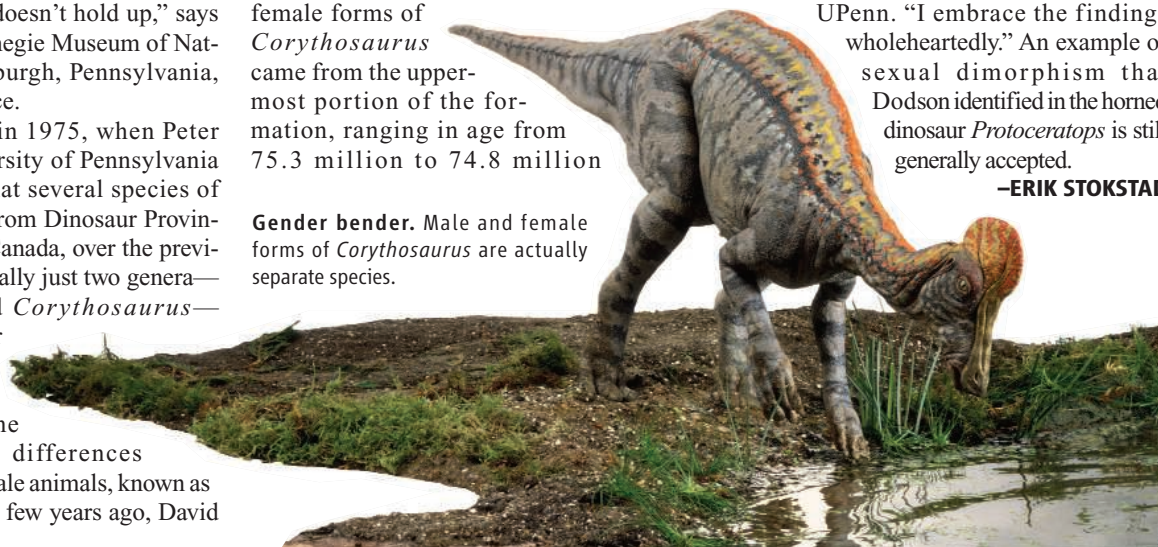 doesn't hold up,” says
negie Museum of Nat-
burgh, Pennsylvania,
ce.
in 1975, when Peter
rsity of Pennsylvania
at several species of
rom Dinosaur Provin-
anada, over the previ-
ally just two genera—
Corythosaurus—
he
differences
ale animals, known as
few years ago, David
female forms of
Corythosaurus
came from the upper-
most portion of the for-
mation, ranging in age from
75.3 million to 74.8 million
Gender bender. Male and female
forms of Corythosaurus are actually
separate species.
UPenn. “I embrace the finding
wholeheartedly.” An example o
sexual dimorphism tha
Dodson identified in the horned
dinosaur Protoceratops is stil
generally accepted.
–ERIK STOKSTAD